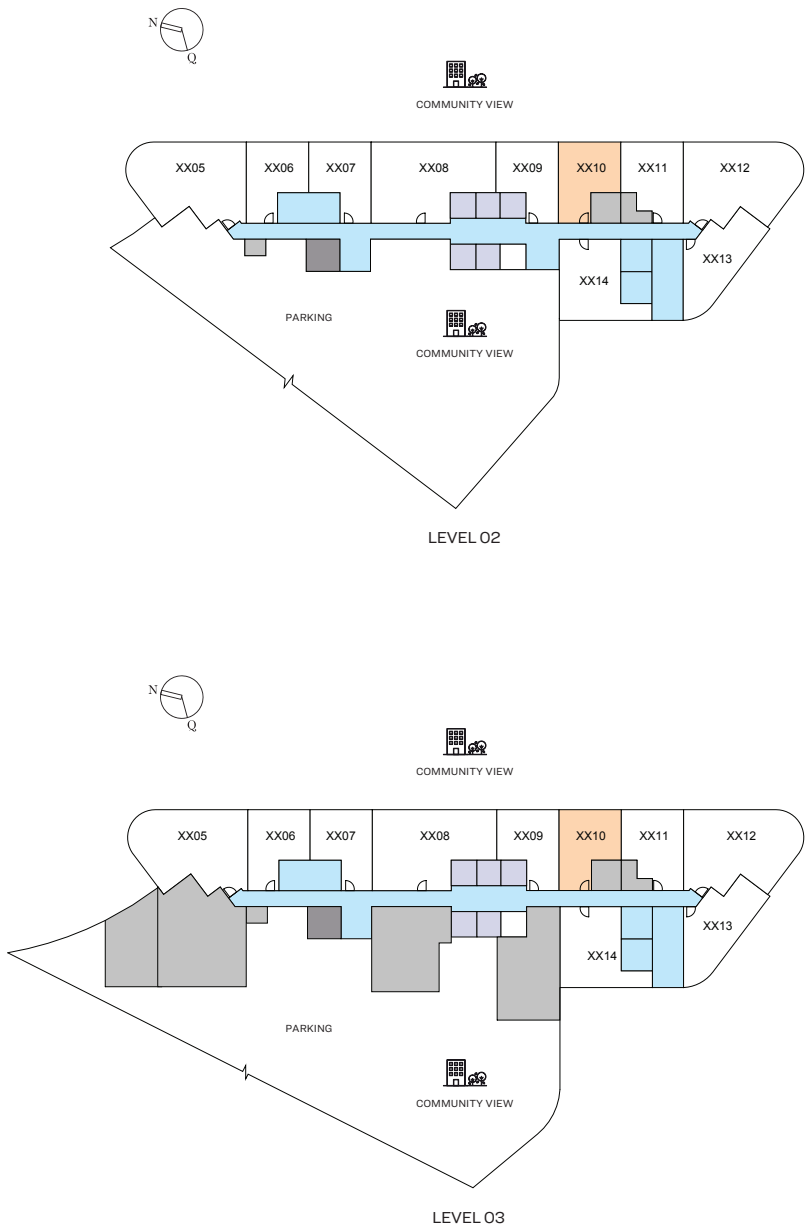 N
Q
COMMUNITY VIEW
XX05 XX06 XX07 XX08 XX09 XX10 XX11 XX12
XX13
XX14
PARKING
COMMUNITY VIEW
LEVEL 02
N
Q
COMMUNITY VIEW
XX05 XX06 XX07 XX08 XX09 XX10 XX11 XX12
XX13
XX14
PARKING
COMMUNITY VIEW
LEVEL 03